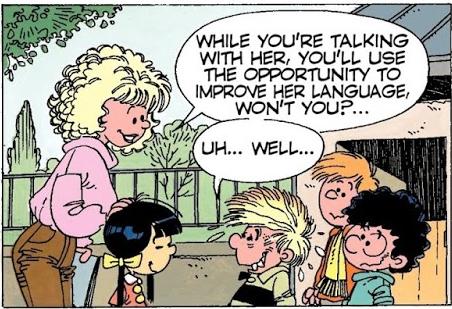 WHILE YOU'RE TALKING
WITH HER, YOU'LL USE
THE OPPORTUNITY TO
IMPROVE HER LANGUAGE,
WON'T YOU?...
UH... WELL...